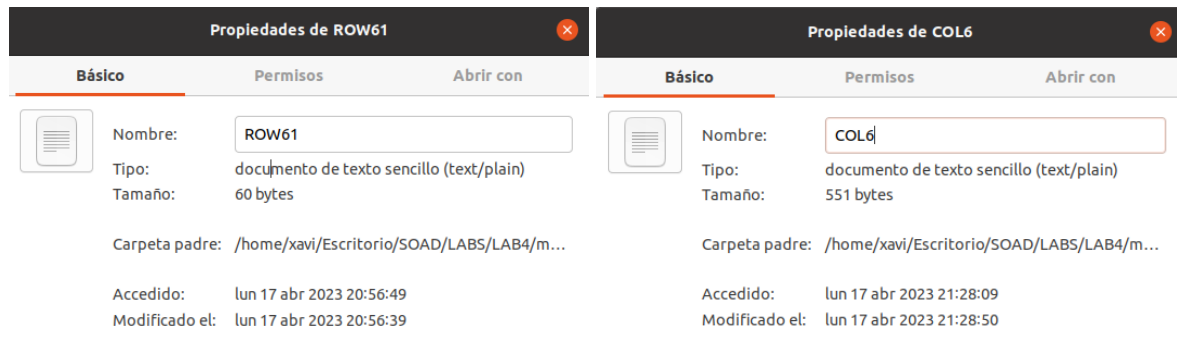 Propiedades de ROW61
Básico Permisos Abrir con
Nombre: ROW61
Tipo: documento de texto sencillo (text/plain)
Tamaño: 60 bytes
Carpeta padre: /home/xavi/Escritorio/SOAD/LABS/LAB4/m...
Accedido: lun 17 abr 2023 20:56:49
Modificado el: lun 17 abr 2023 20:56:39
Propiedades de COL6
Básico Permisos Abrir con
Nombre: COL6
Tipo: documento de texto sencillo (text/plain)
Tamaño: 551 bytes
Carpeta padre: /home/xavi/Escritorio/SOAD/LABS/LAB4/m...
Accedido: lun 17 abr 2023 21:28:09
Modificado el: lun 17 abr 2023 21:28:50